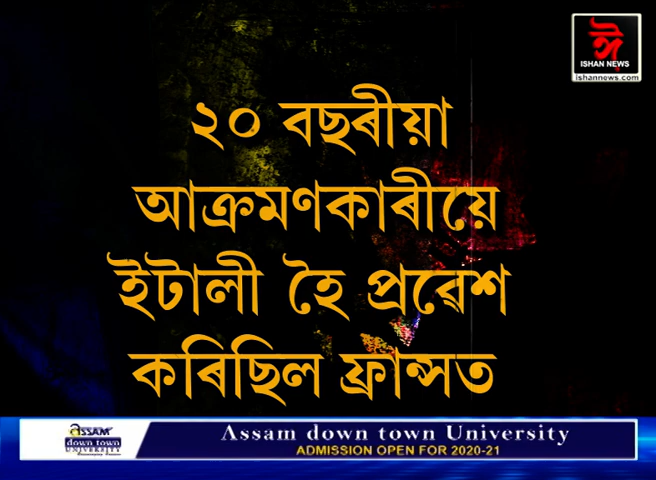 ঈ
ISHAN NEWS
ishannews.com
২০ বছৰীয়া
আক্ৰমণকাৰীয়ে
ইটালী হৈ প্ৰৱেশ
কৰিছিল ফ্ৰান্সত
ASSAM
down town
UNIVERSITY
Assam down town University
ADMISSION OPEN FOR 2020-21